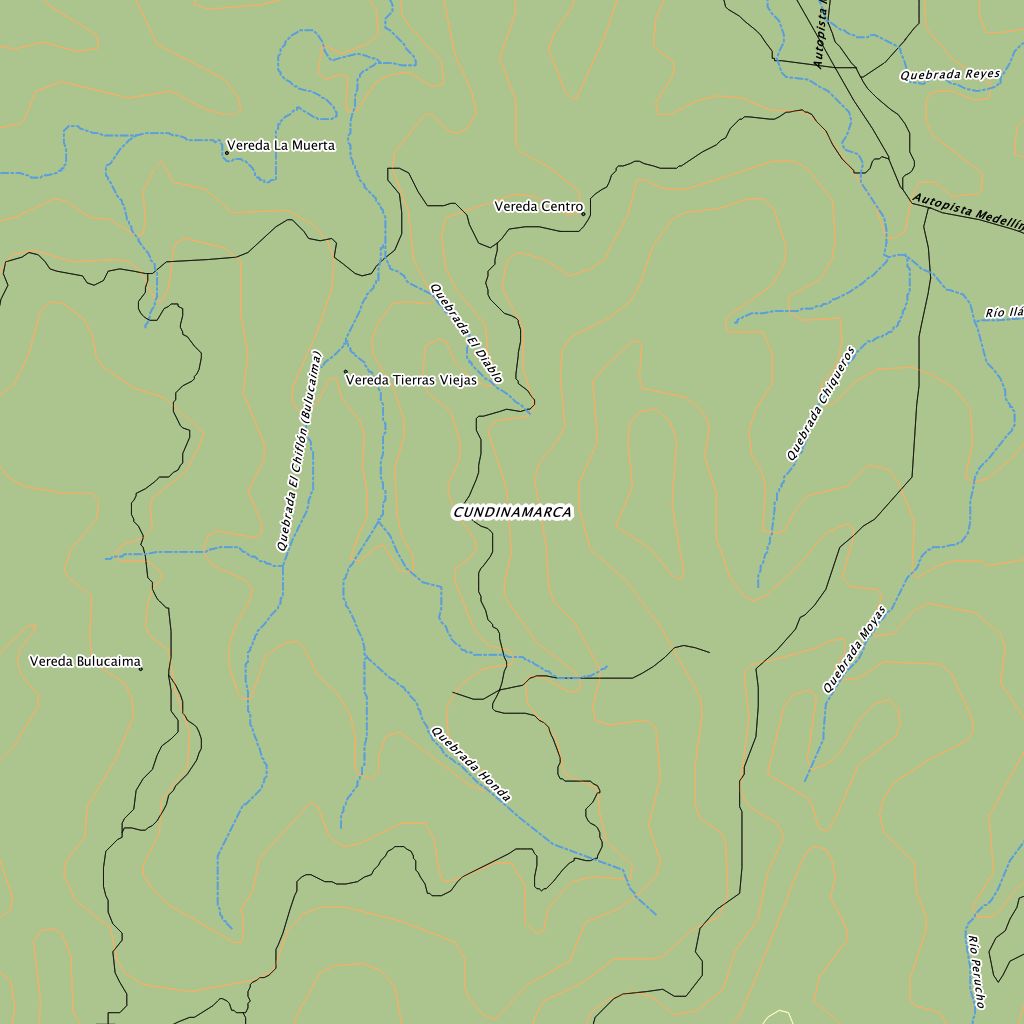 Autopista
Quebrada Reyes
Vereda La Muerta
Vereda Centro
Autopista Medellín
Quebrada El Diablo
Río Ilá
Quebrada Chiqueros
Vereda Tierras Viejas
Quebrada El Chiflón (Bulucaima)
CUNDINAMARCA
Quebrada Moyas
Vereda Bulucaima
Quebrada Honda
Río Perucho